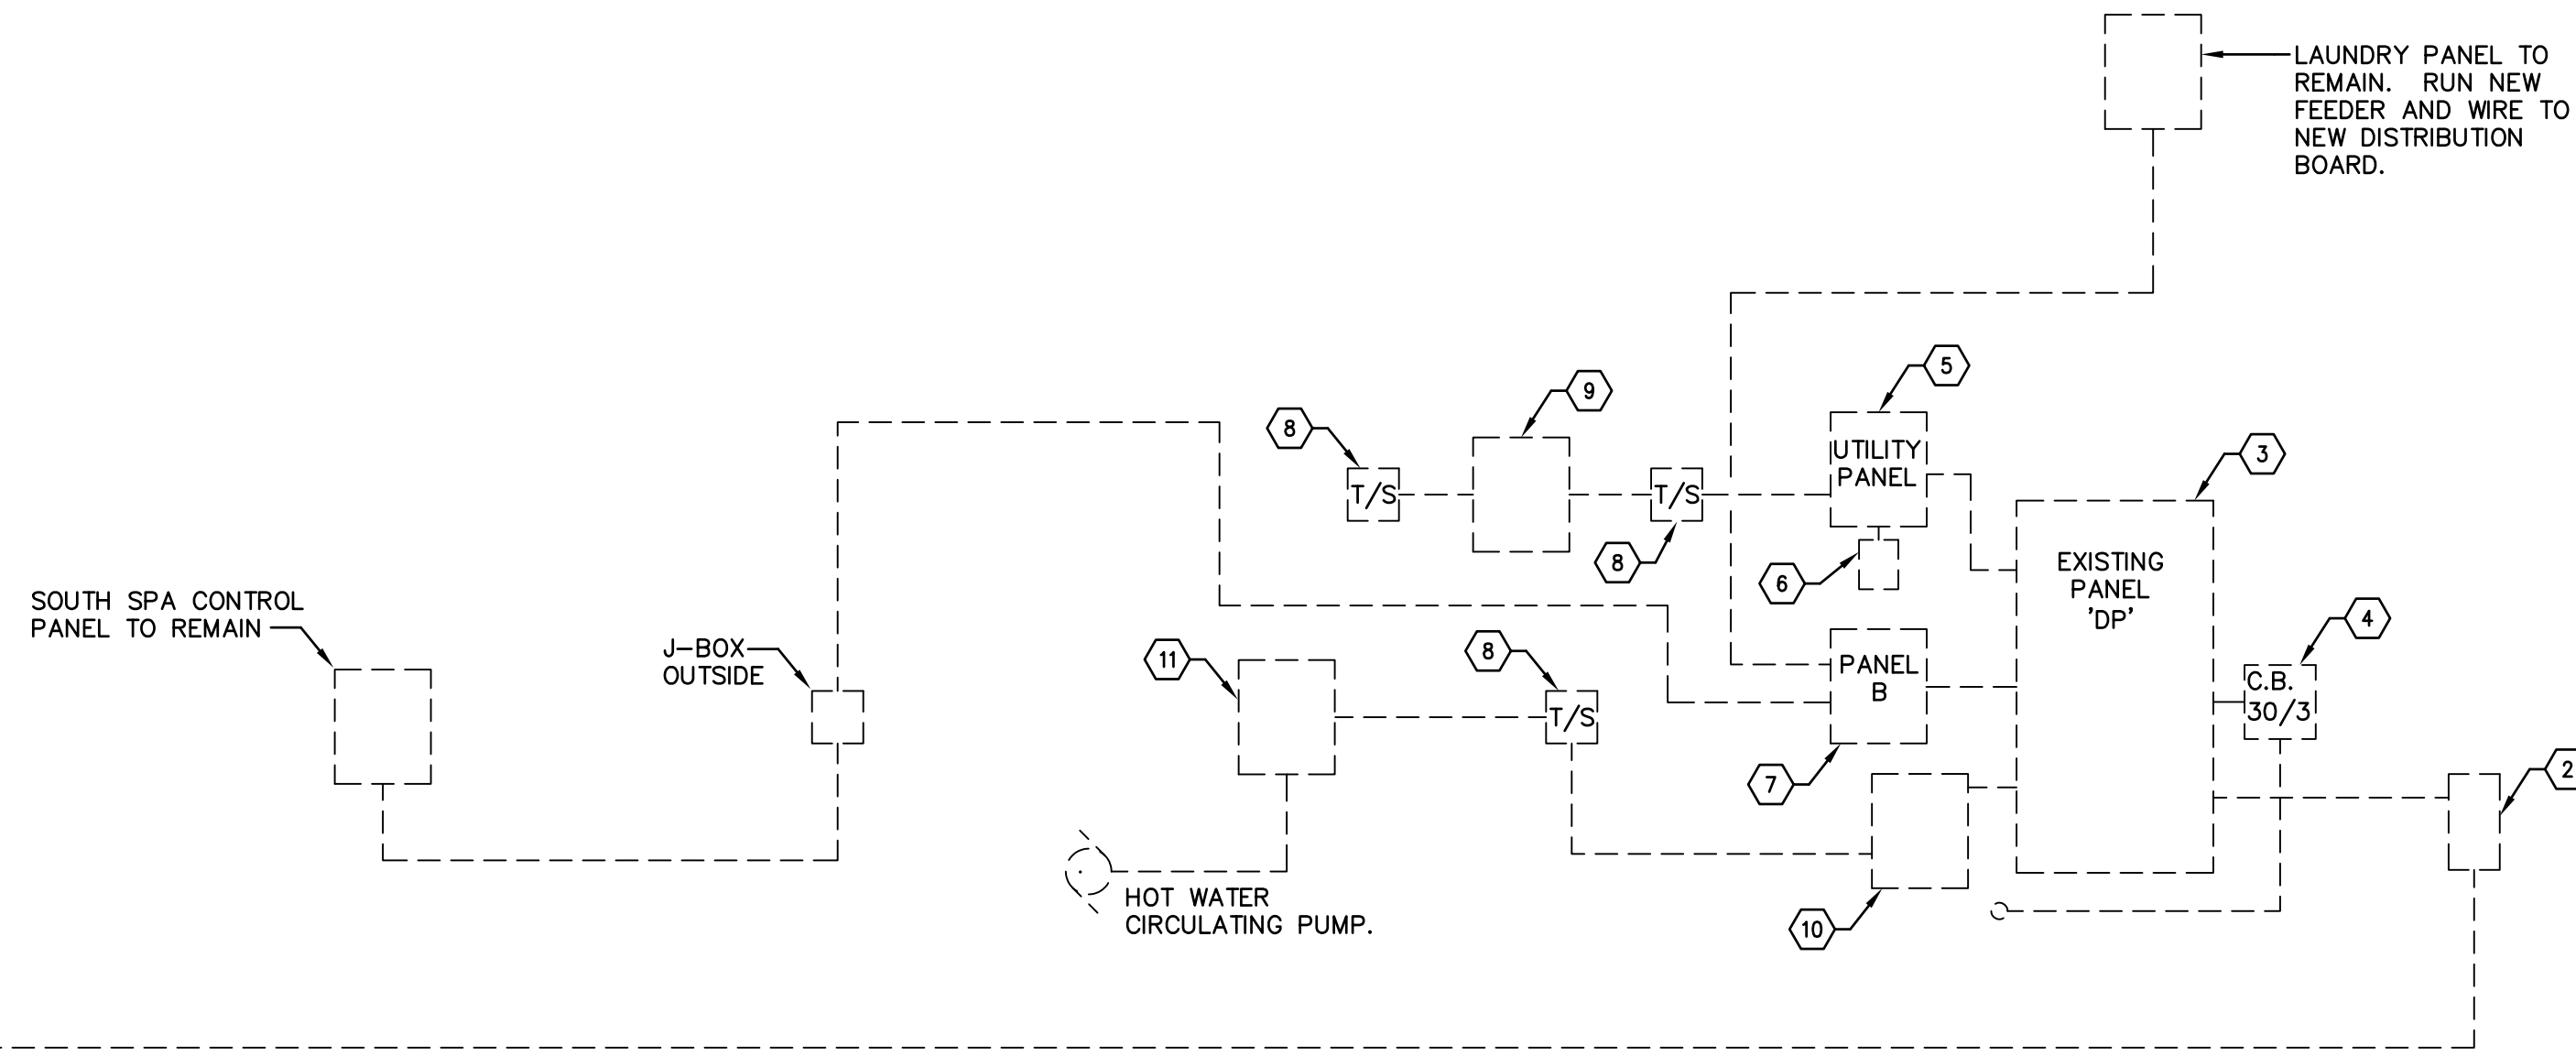 LAUNDRY PANEL TO
REMAIN. RUN NEW
FEEDER AND WIRE TO
NEW DISTRIBUTION
BOARD.
5
9
8
UTILITY
PANEL
3
T/S
T/S
8
6
EXISTING
PANEL
'DP'
SOUTH SPA CONTROL
PANEL TO REMAIN
J-BOX
OUTSIDE
11
8
T/S
PANEL
B
4
C.B.
30/3
7
2
10
HOT WATER
CIRCULATING PUMP.